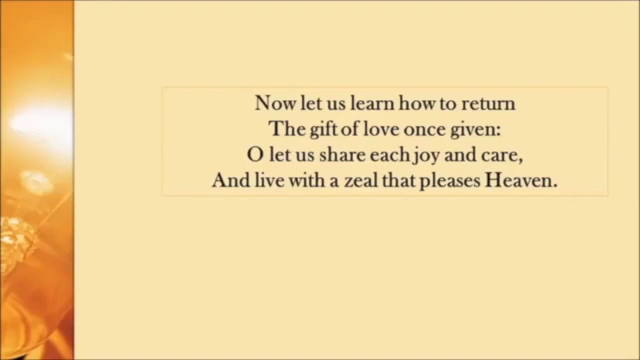 Now let us learn how to return
The gift of love once given:
O let us share each joy and care,
And live with a zeal that pleases Heaven.